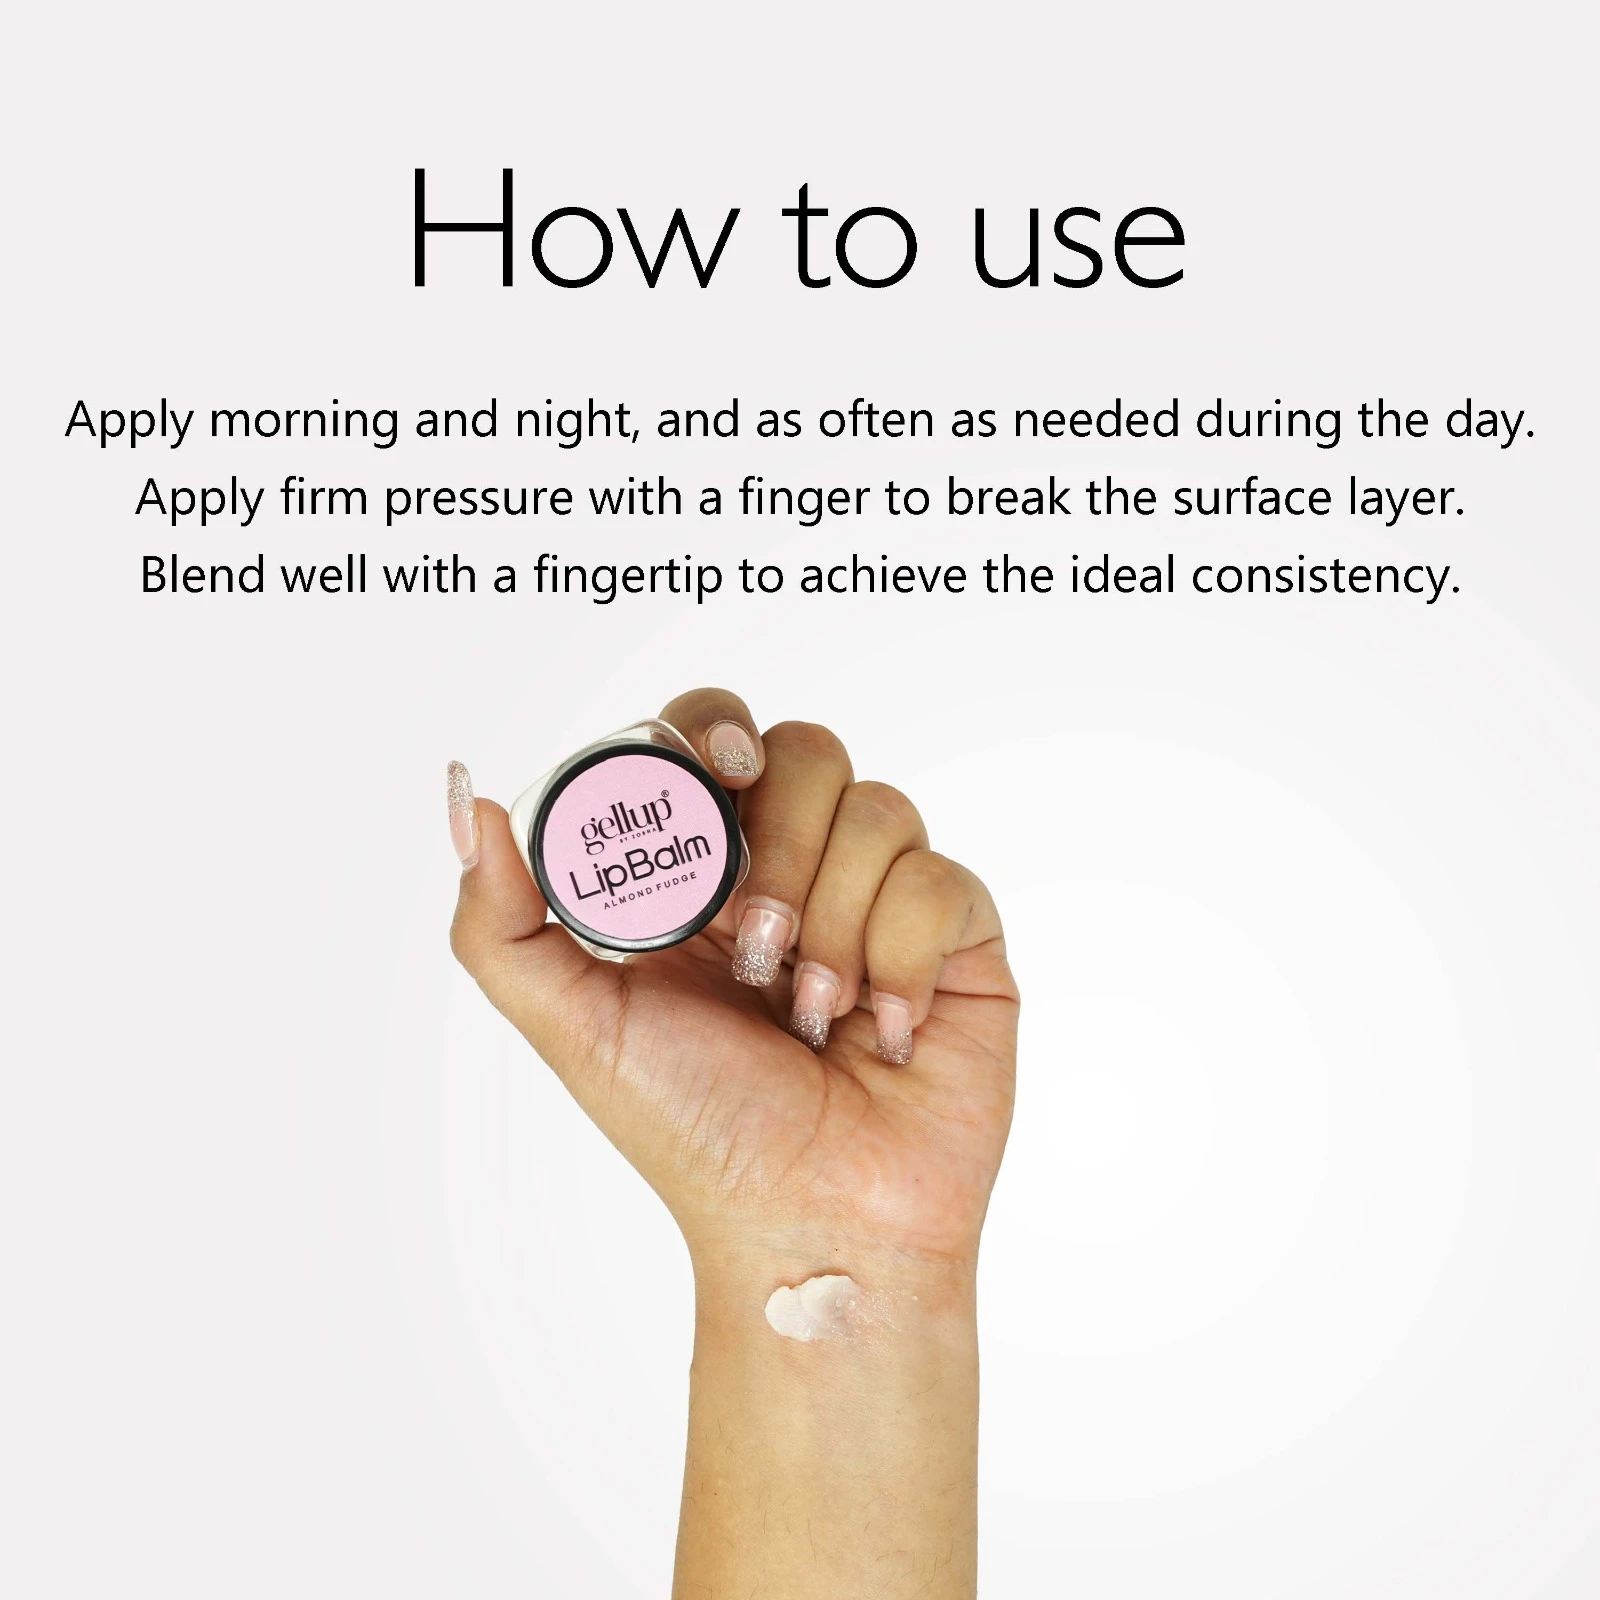 How to use
Apply morning and night, and as often as needed during the day.
Apply firm pressure with a finger to break the surface layer.
Blend well with a fingertip to achieve the ideal consistency.
gellup®
BY ZOBHA
LipBalm
ALMOND FUDGE